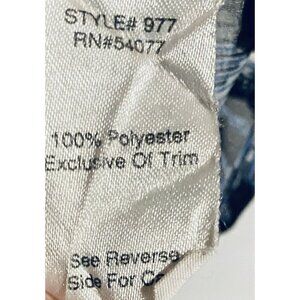 STYLE# 977
RN#54077
100% Polyester
Exclusive Of Trim
See Reverse
Side For